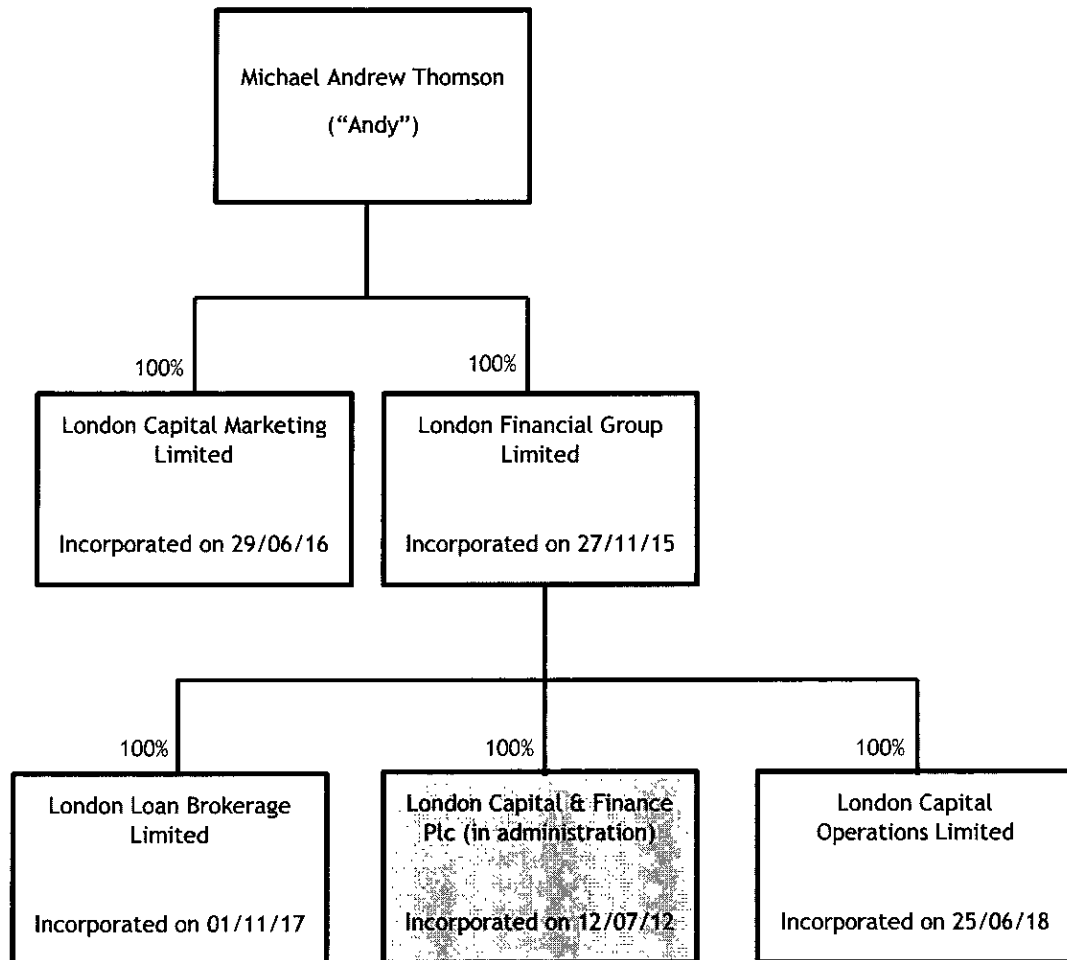 Michael Andrew Thomson
("Andy")
100%
100%
London Capital Marketing
Limited
Incorporated on 29/06/16
London Financial Group
Limited
Incorporated on 27/11/15
100%
100%
100%
London Loan Brokerage
Limited
Incorporated on 01/11/17
London Capital & Finance
Plc (in administration)
Incorporated on 12/07/12
London Capital
Operations Limited
Incorporated on 25/06/18